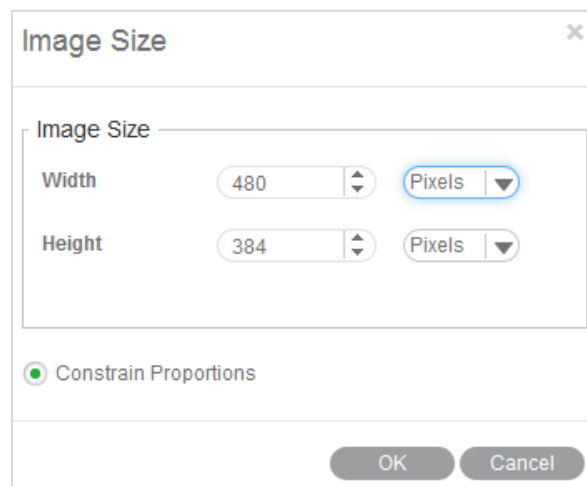 Image Size
×
Image Size
Width 480 Pixels
Height 384 Pixels
Constrain Proportions
OK Cancel